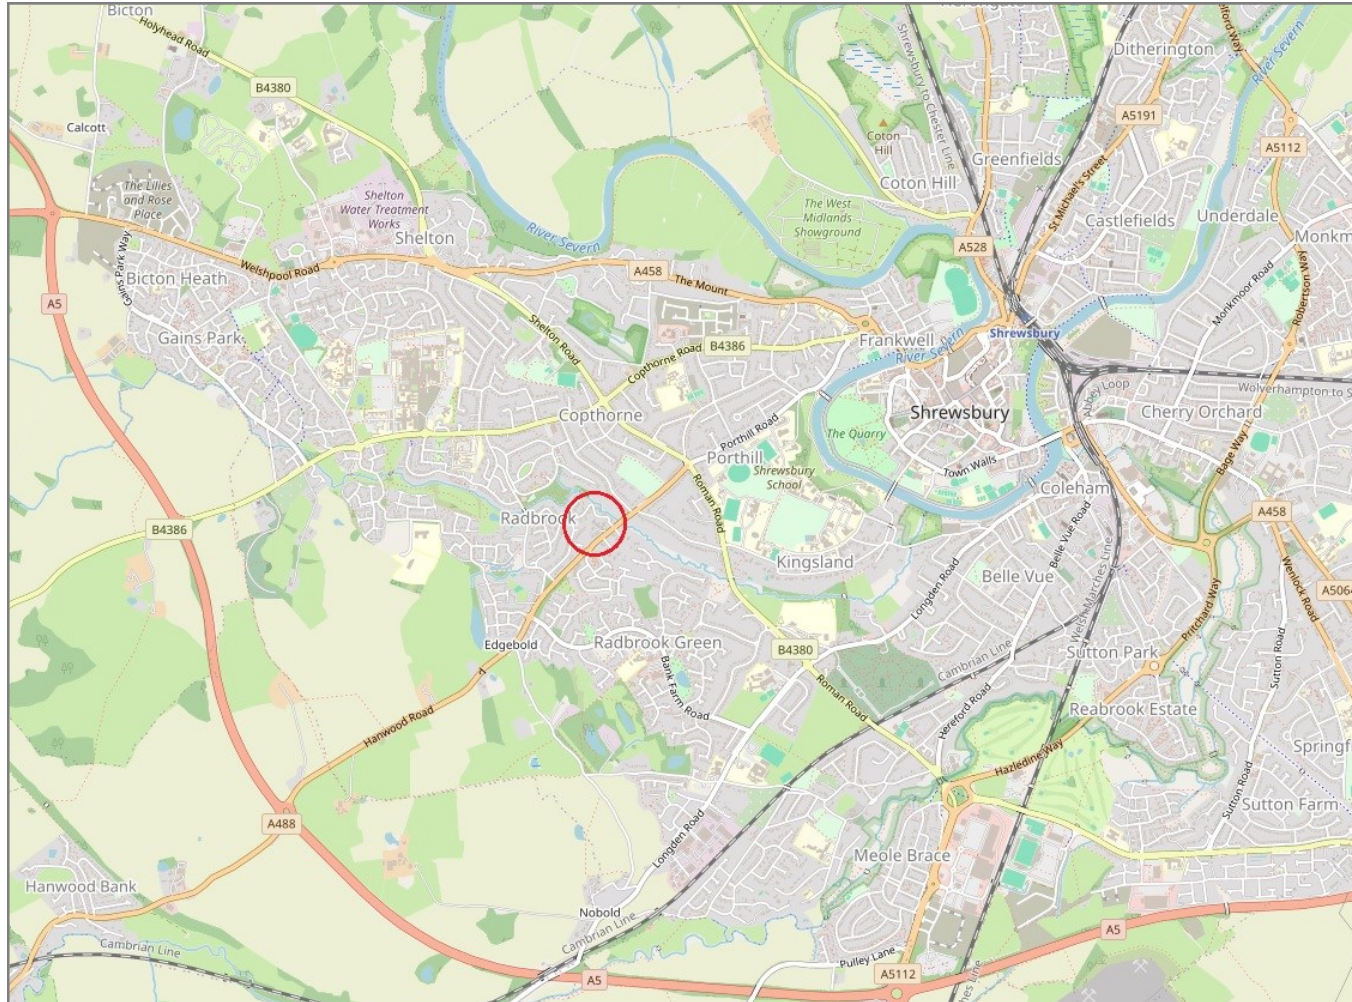 Bicton
Holyhead Road
B4380
Calcott
The Lilies
and Rose
Place
Shelton
Water Treatment
Works
Shelton
Welshpool Road
Gains Park Way
Bicton Heath
A5
Gains Park
River Severn
A458
The Mount
Shelton Road
Copthorne Road
B4386
Copthorne
Porthill Road
Porthill
Shrewsbury
School
Roman Road
Radbrook
B4386
Kingsland
Edgebold
Radbrook Green
Bank Farm Road
Hanwood Road
A488
Hanwood Bank
Cambrian Line
Nobold
Cambrian Line
A5
Longden Road
B4380
Roman Road
Longden Road
Cambrian Line
Hereford Road
Hazledine Way
Meole Brace
Pulley Lane
A5112
A5
Shrewsbury to Chester Line
Coton
Hill
Coton Hill
The West
Midlands
Showground
A528
Greenfields
Ditherington
A5191
St Michael's Street
Castlefields
Underdale
A5112
River Severn
Monkm
Monkmoor Road
Robertson Way
Frankwell
River Severn
Shrewsbury
Shrewsbury
The Quarry
Town Walls
Abbey Loop
Wolverhampton to S
Cherry Orchard
Bage Way
Coleham
Belle Vue Road
Belle Vue
Welsh Marches Line
A458
Wenlock Road
A5064
Pritchard Way
Sutton Park
Sutton Road
Reabrook Estate
Springfi
Sutton Road
Sutton Farm